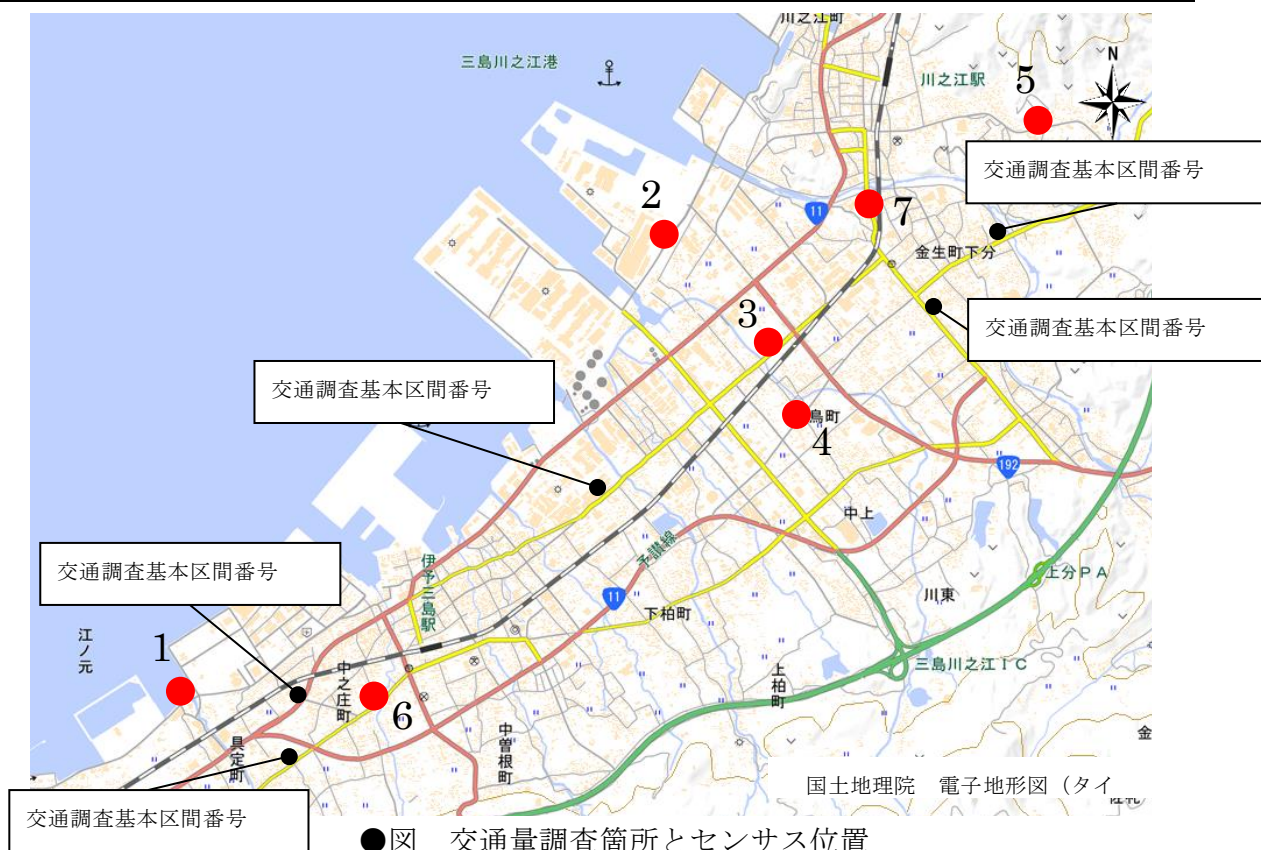 川之江町
三島川之江港
川之江駅
5
N
交通調査基本区間番号
2
11
7
金生町下分
3
交通調査基本区間番号
交通調査基本区間番号
島町
4
192
中上
予讃線
伊予三島駅
上分PA
交通調査基本区間番号
11
下柏町
川東
江ノ元
1
三島川之江IC
中之庄町
上柏町
6
具定町
中曽根町
金
国土地理院 電子地形図(タイ
交通調査基本区間番号
●図 交通量調査箇所とセンサス位置